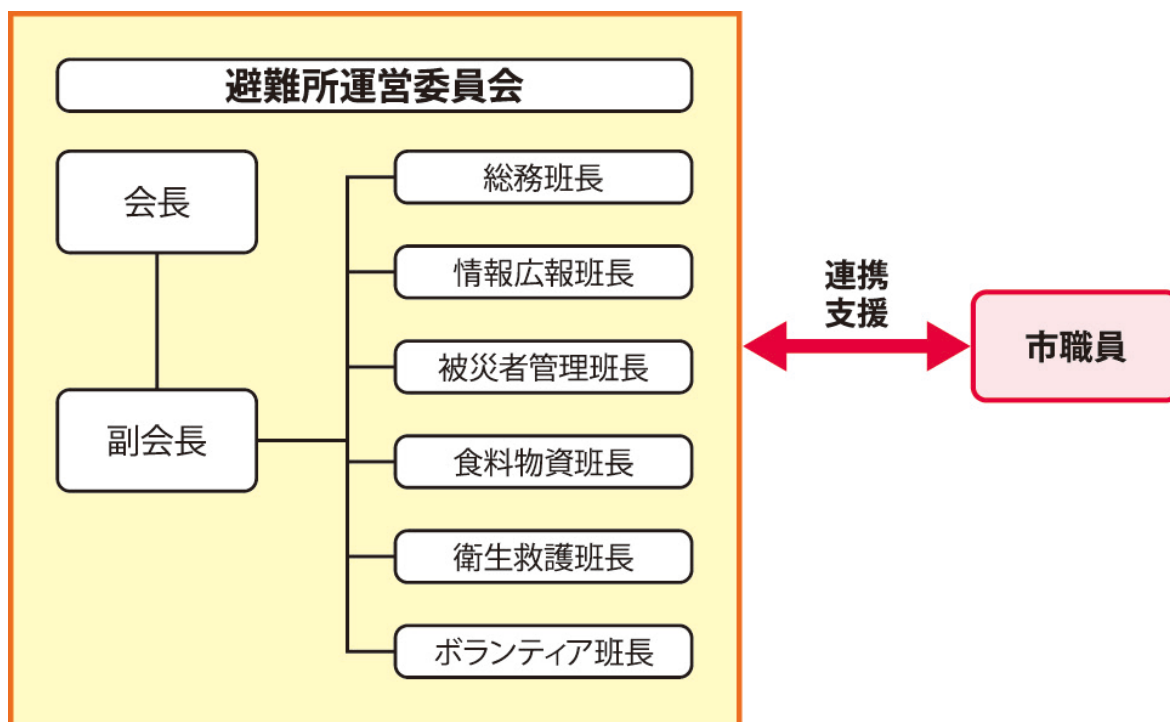 避難所運営委員会
会長
副会長
総務班長
情報広報班長
被災者管理班長
食料物資班長
衛生救護班長
ボランティア班長
連携
支援
市職員